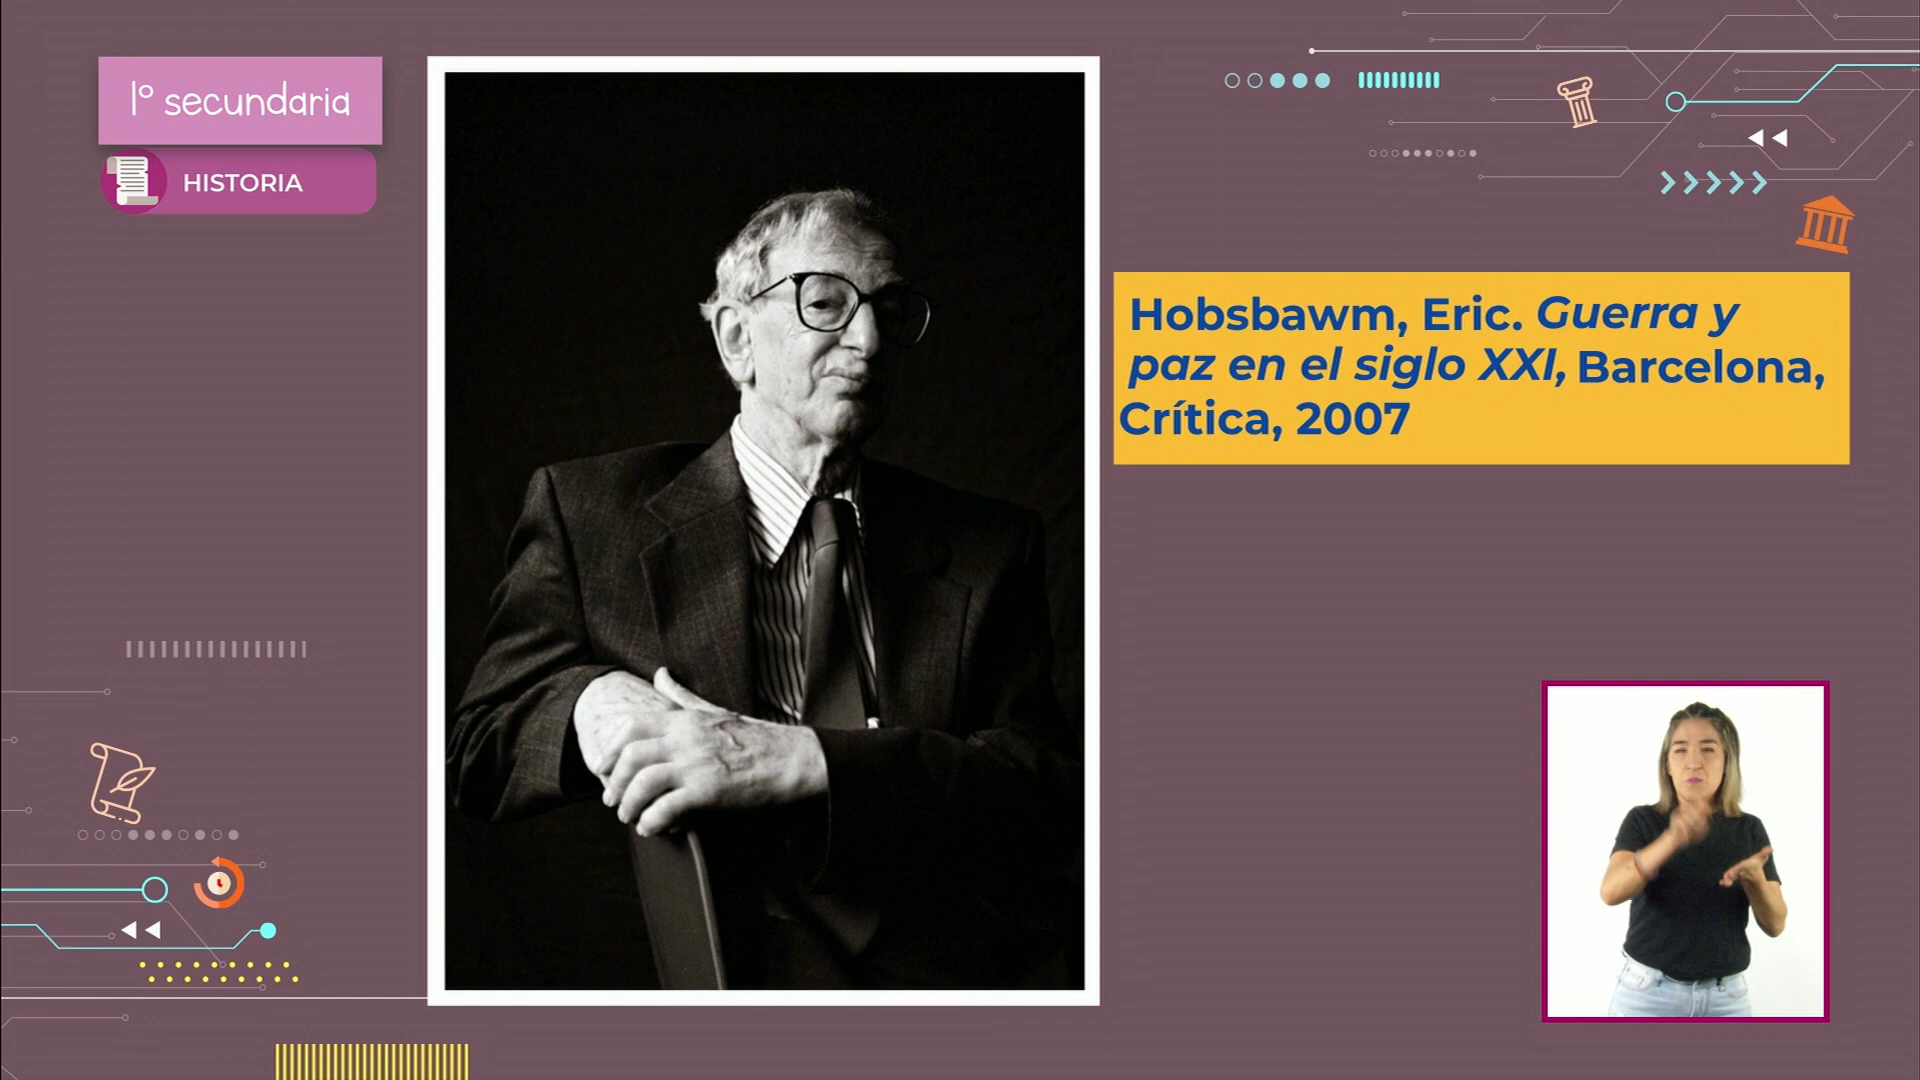 1° secundaria
HISTORIA
Hobsbawm, Eric. Guerra y
paz en el siglo XXI, Barcelona,
Crítica, 2007